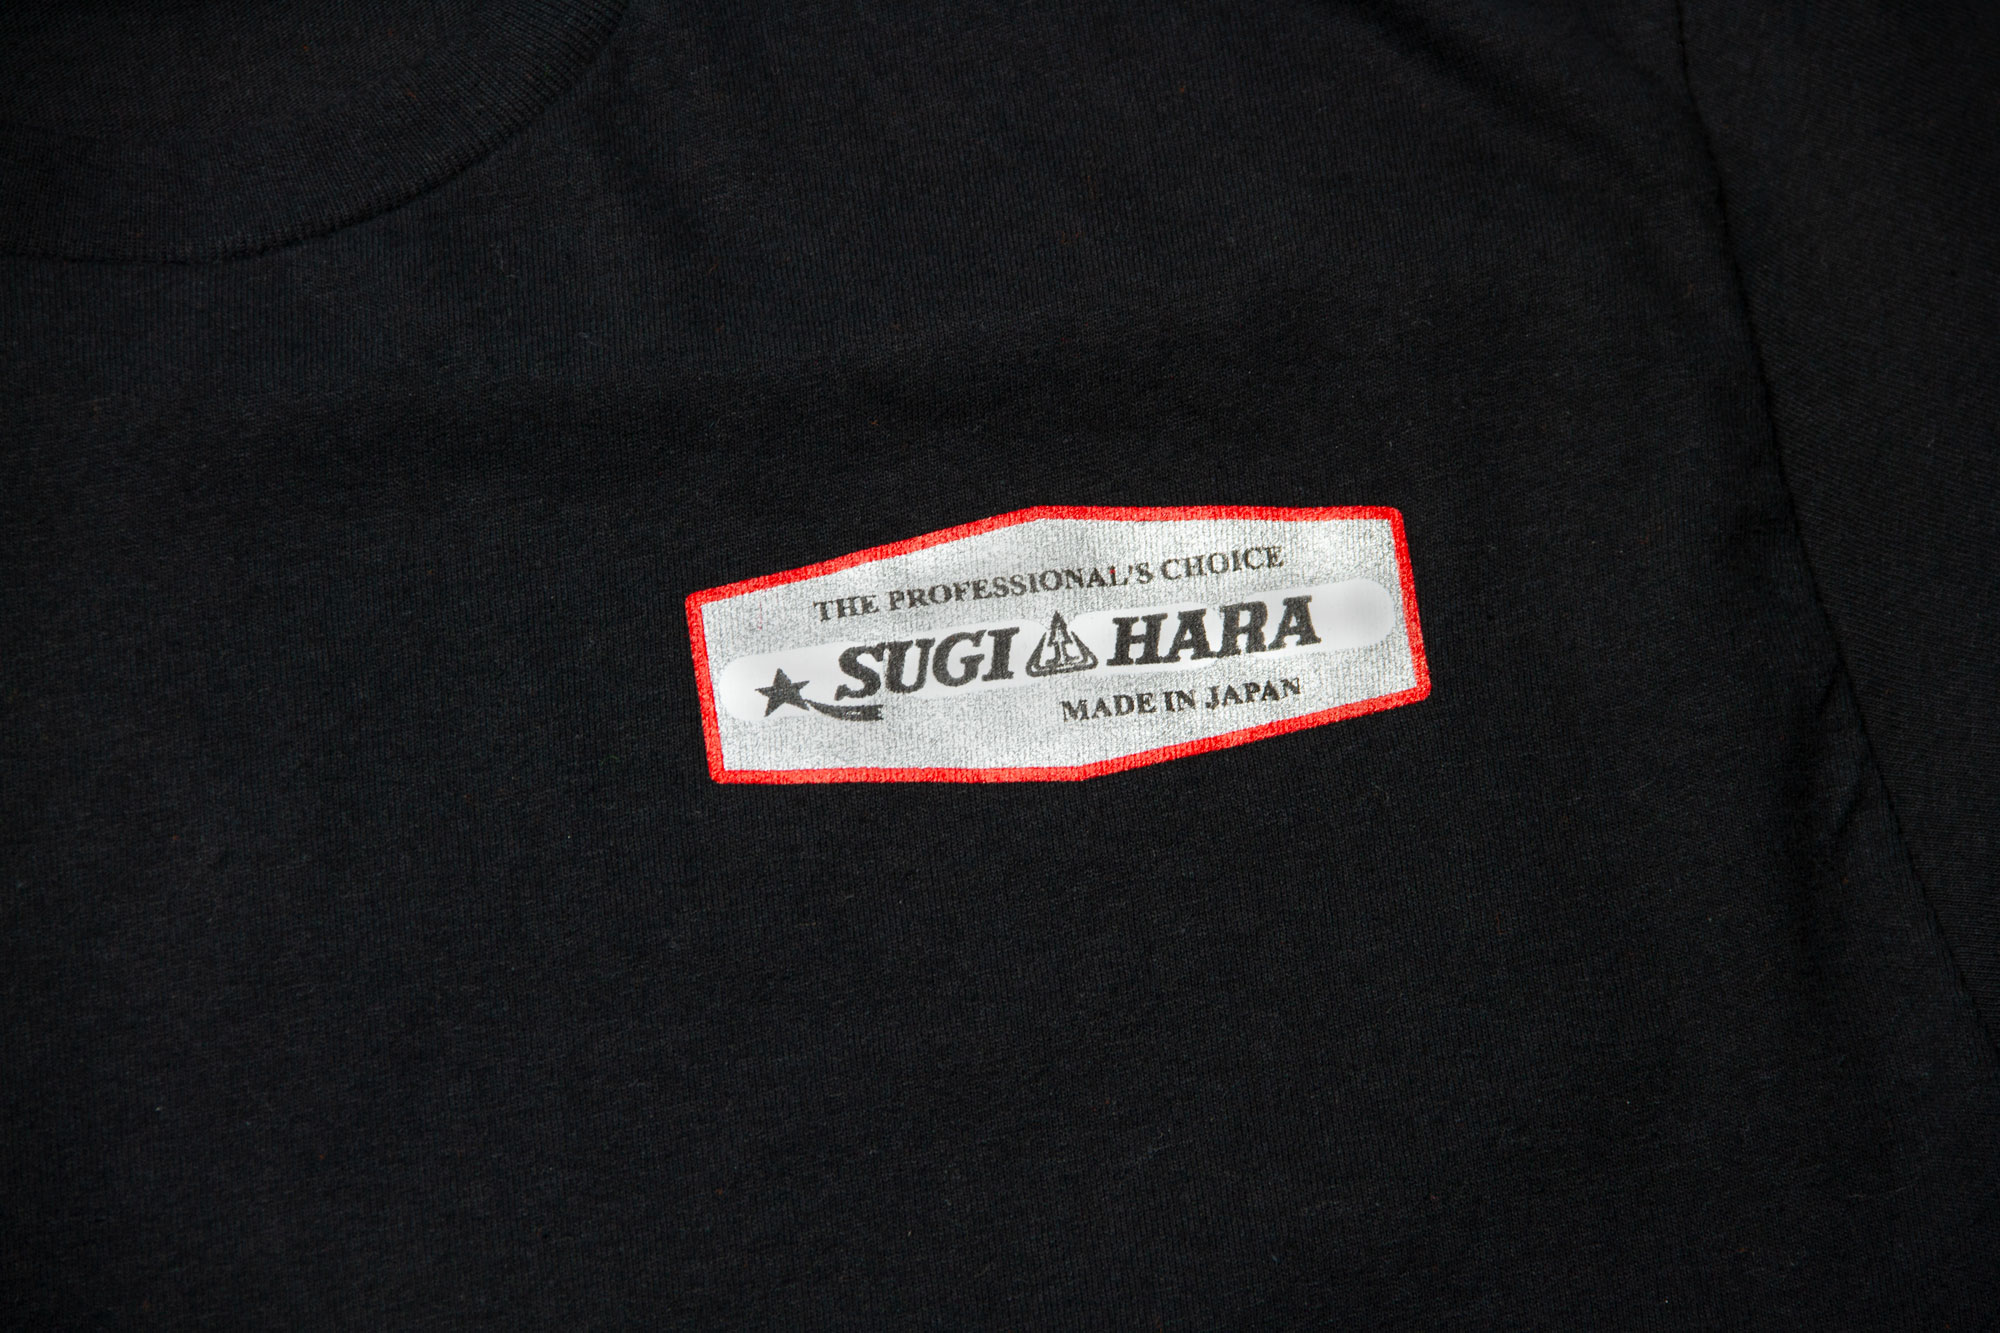 THE PROFESSIONAL'S CHOICE
SUGI HARA
MADE IN JAPAN